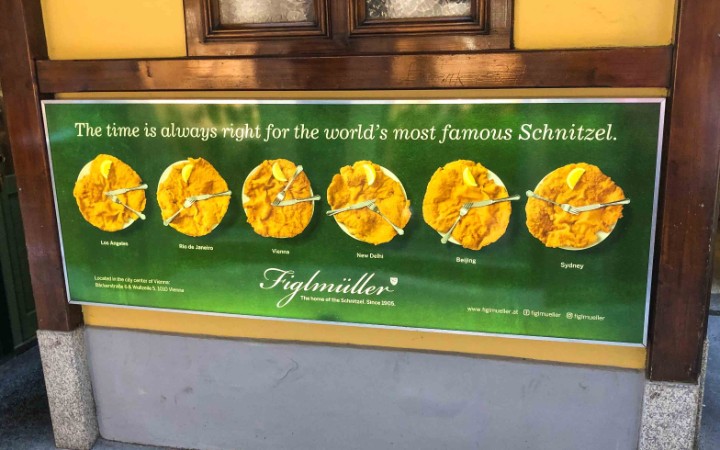 The time is always right for the world's most famous Schnitzel.
Los Angeles
Rio de Janeiro
Vienna
New Delhi
Beijing
Sydney
Located in the city center of Vienna:
Bäckerstraße 6 & Wollzeile 5, 1010 Vienna
Figlmüller
The home of the Schnitzel. Since 1905.
www.figlmueller.at figlmueller figlmueller